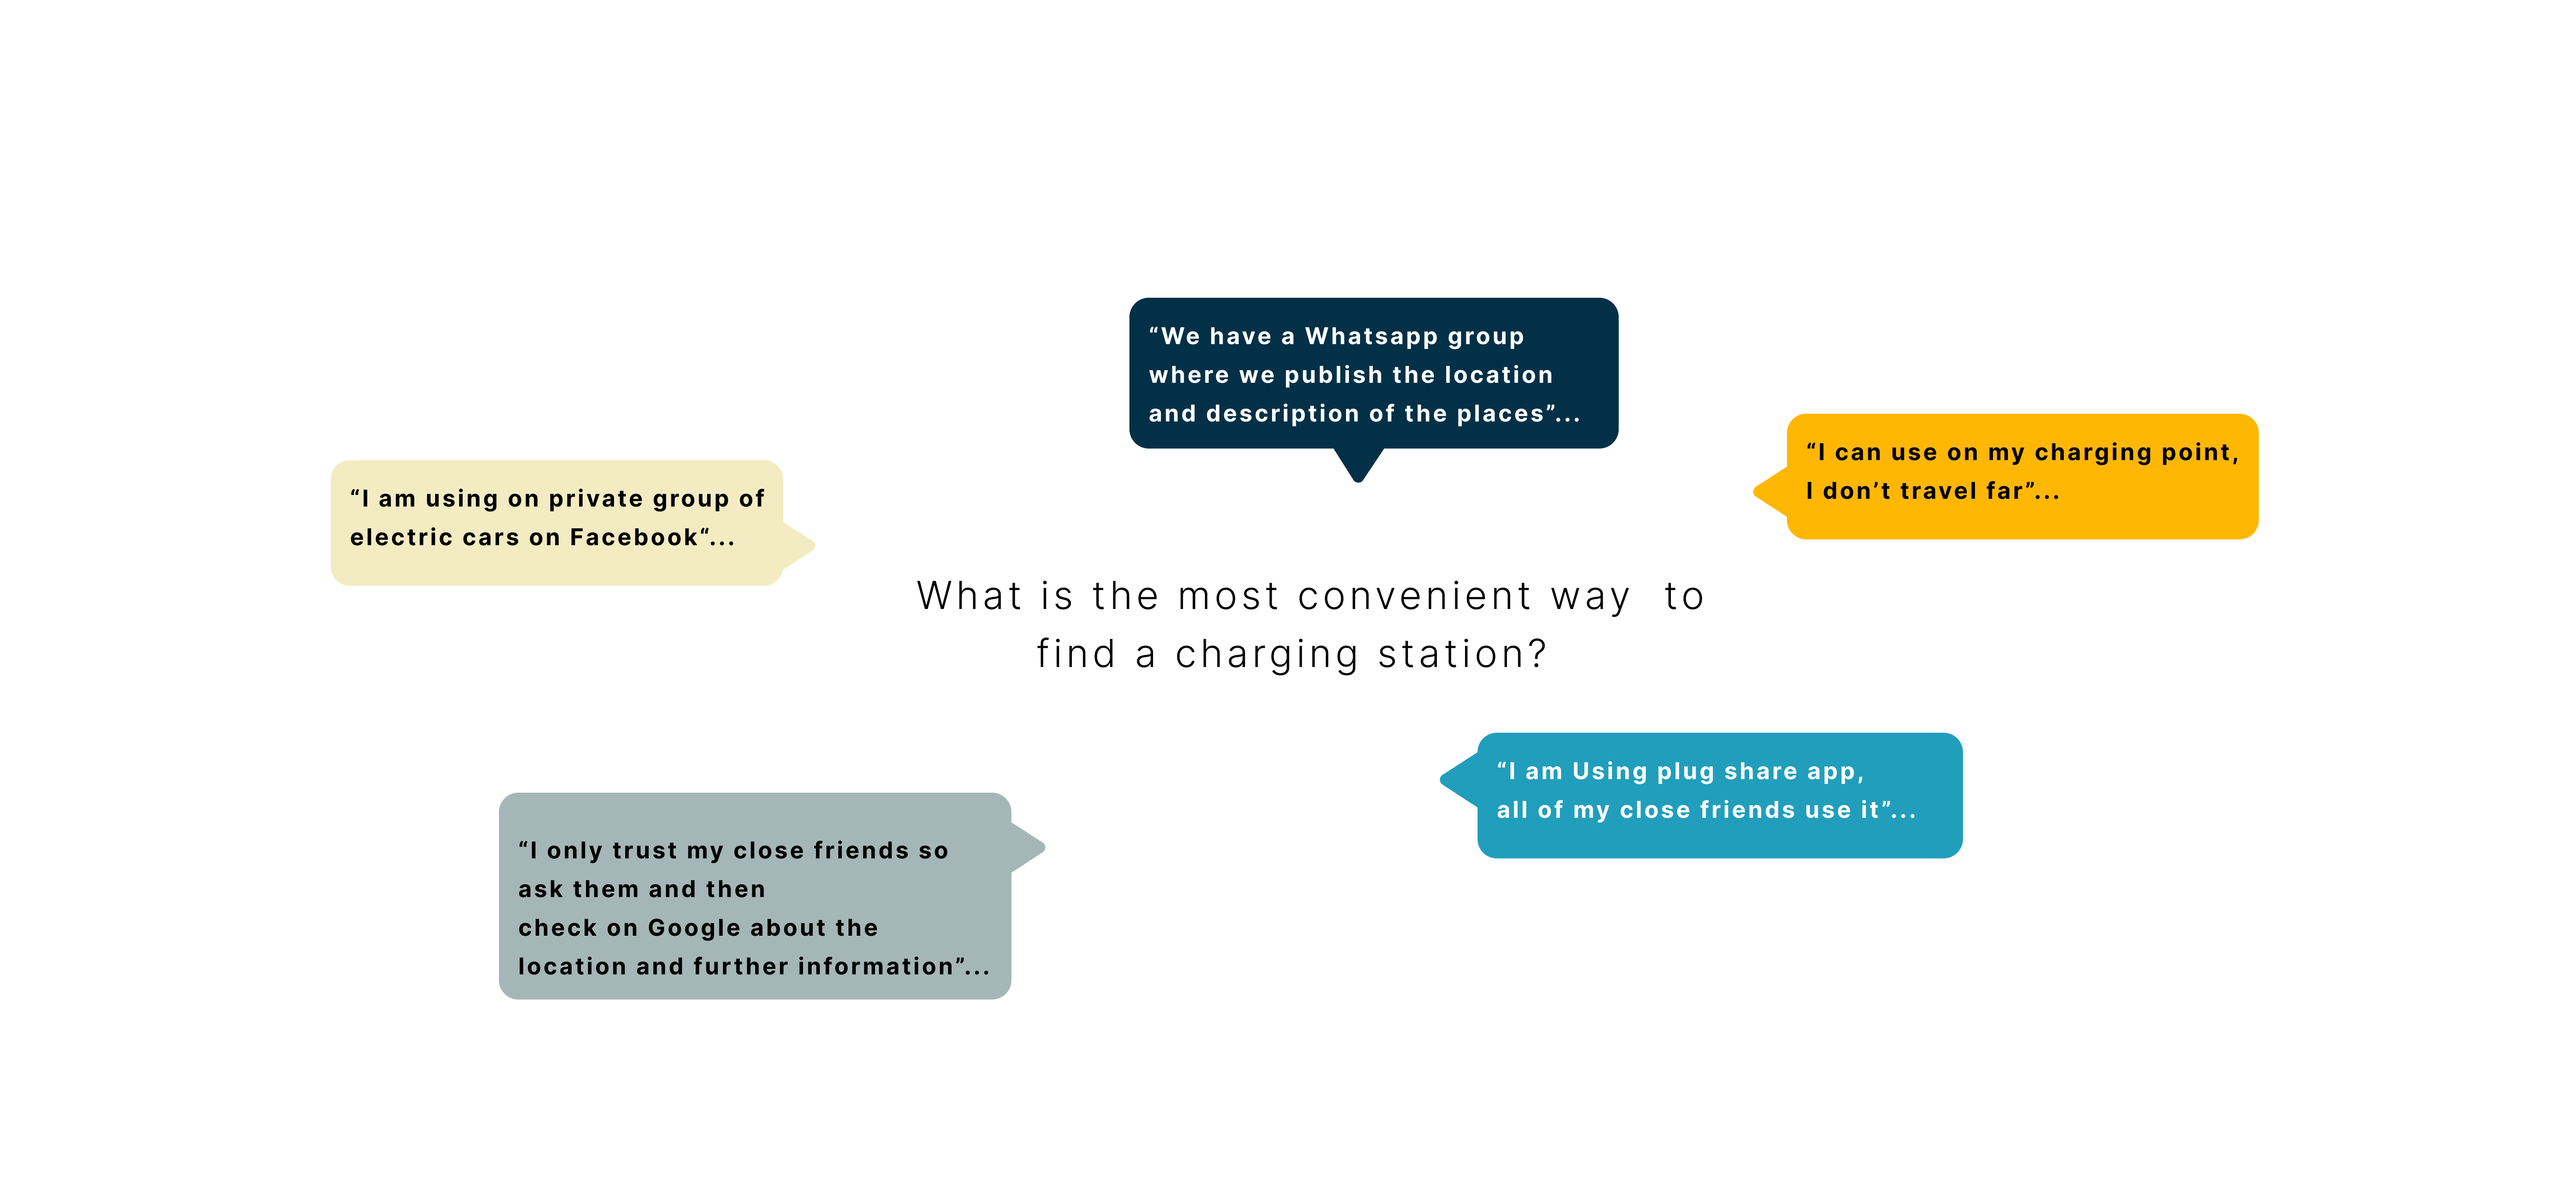 “We have a Whatsapp group
where we publish the location
and description of the places”...
“I can use on my charging point,
I don’t travel far”...
“I am using on private group of
electric cars on Facebook“...
What is the most convenient way  to
find a charging station?
“I am Using plug share app,
all of my close friends use it”...
“I only trust my close friends so
ask them and then
check on Google about the
location and further information”...